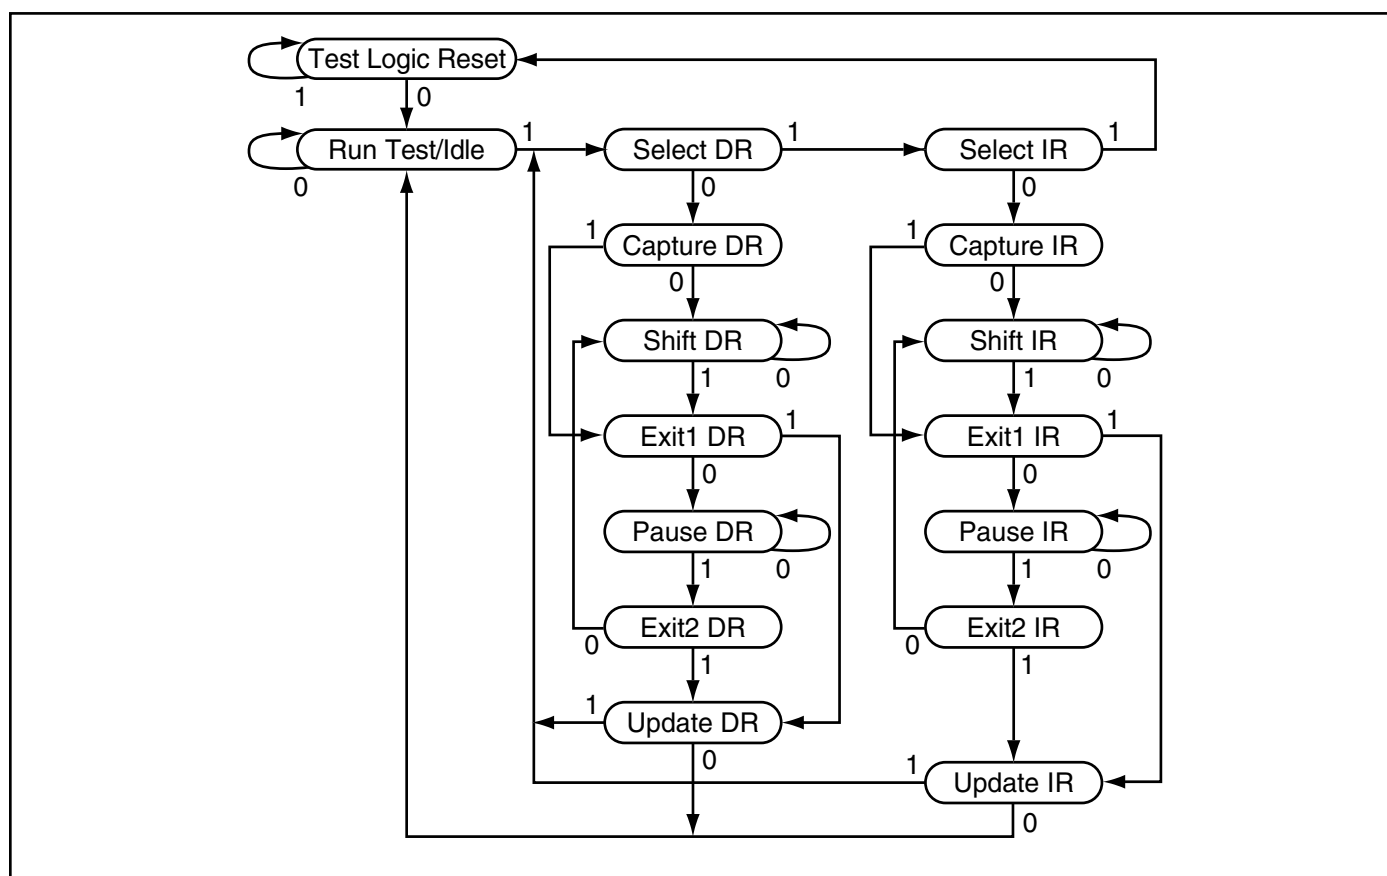 Test Logic Reset
1 0
Run Test/Idle 1 Select DR 1 Select IR 1
0 0 0
1 1
Capture DR Capture IR
0 0
Shift DR Shift IR
1 0 1 0
Exit1 DR 1 Exit1 IR 1
0 0
Pause DR Pause IR
1 0 1 0
Exit2 DR Exit2 IR
0 1 0 1
1 Update DR
0 1
Update IR
0